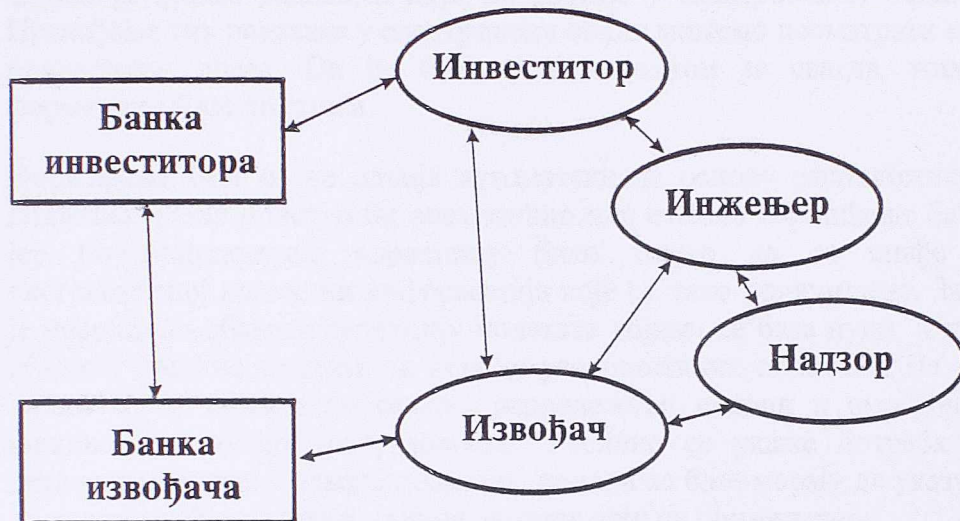 Инвеститор
Банка
инвеститора
Инжењер
Надзор
Банка
извођача
Извођач